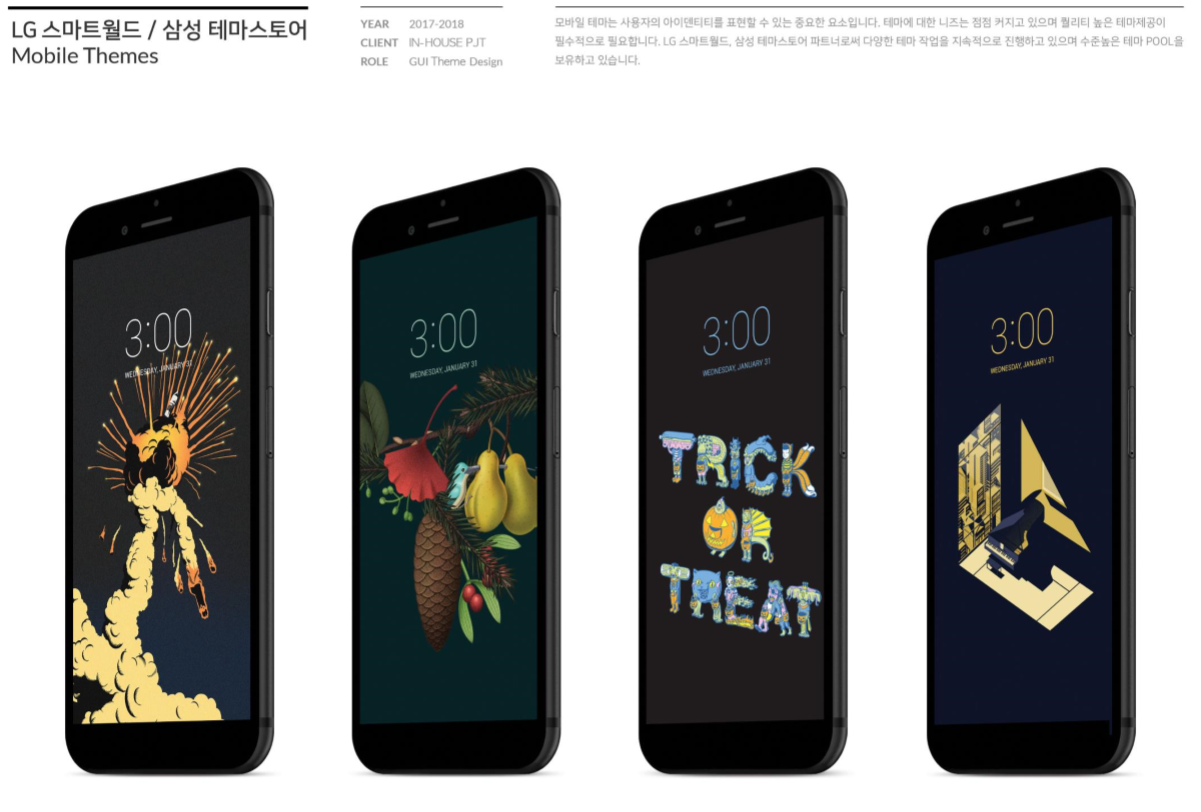 LG 스마트월드 / 삼성 테마스토어
Mobile Themes
YEAR 2017-2018
CLIENT IN-HOUSE PJT
ROLE GUI Theme Design
모바일 테마는 사용자의 아이덴티티를 표현할 수 있는 중요한 요소입니다. 테마에 대한 니즈는 점점 커지고 있으며 퀄리티 높은 테마제공이
필수적으로 필요합니다. LG 스마트월드, 삼성 테마스토어 파트너로써 다양한 테마 작업을 지속적으로 진행하고 있으며 수준높은 테마 POOL을
보유하고 있습니다.
3:00
WEDNESDAY, JANUARY 31
3:00
WEDNESDAY, JANUARY 31
3:00
WEDNESDAY, JANUARY 31
TRICK
OR
TREAT
3:00
WEDNESDAY, JANUARY 31